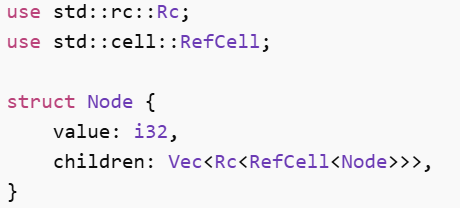 use std::rc::Rc;
use std::cell::RefCell;

struct Node {
    value: i32,
    children: Vec<Rc<RefCell<Node>>>,
}